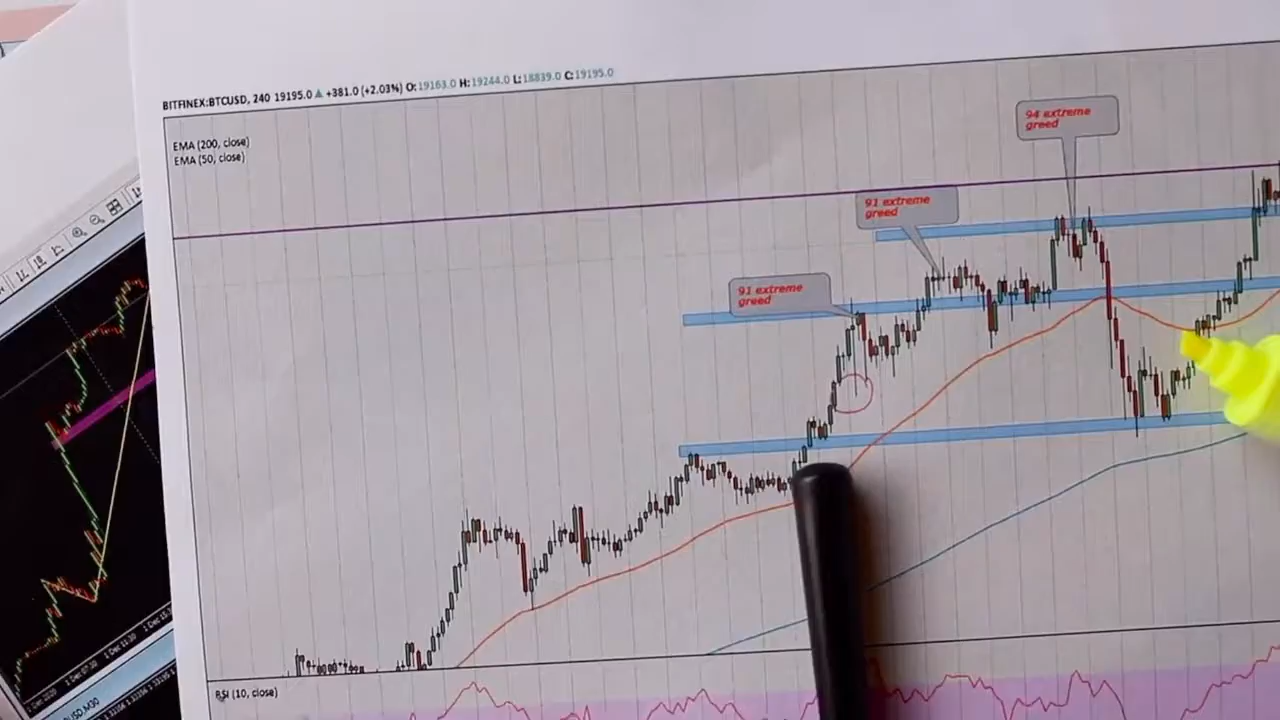 BITFINEX:BTCUSD, 240 19195.0 ▲ +381.0 (+2.03%) O:19163.0 H:19244.0 L:18839.0 C:19195.0
EMA (200, close)
EMA (50, close)
94 extreme
greed
91 extreme
greed
91 extreme
greed
RSI (10, close)